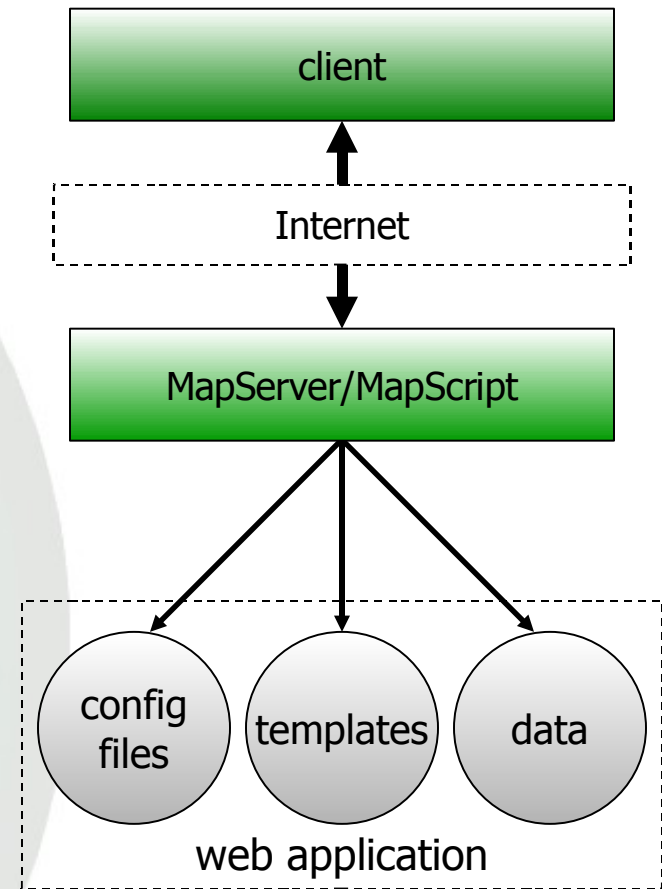 client
Internet
MapServer/MapScript
config
files
templates
data
web application